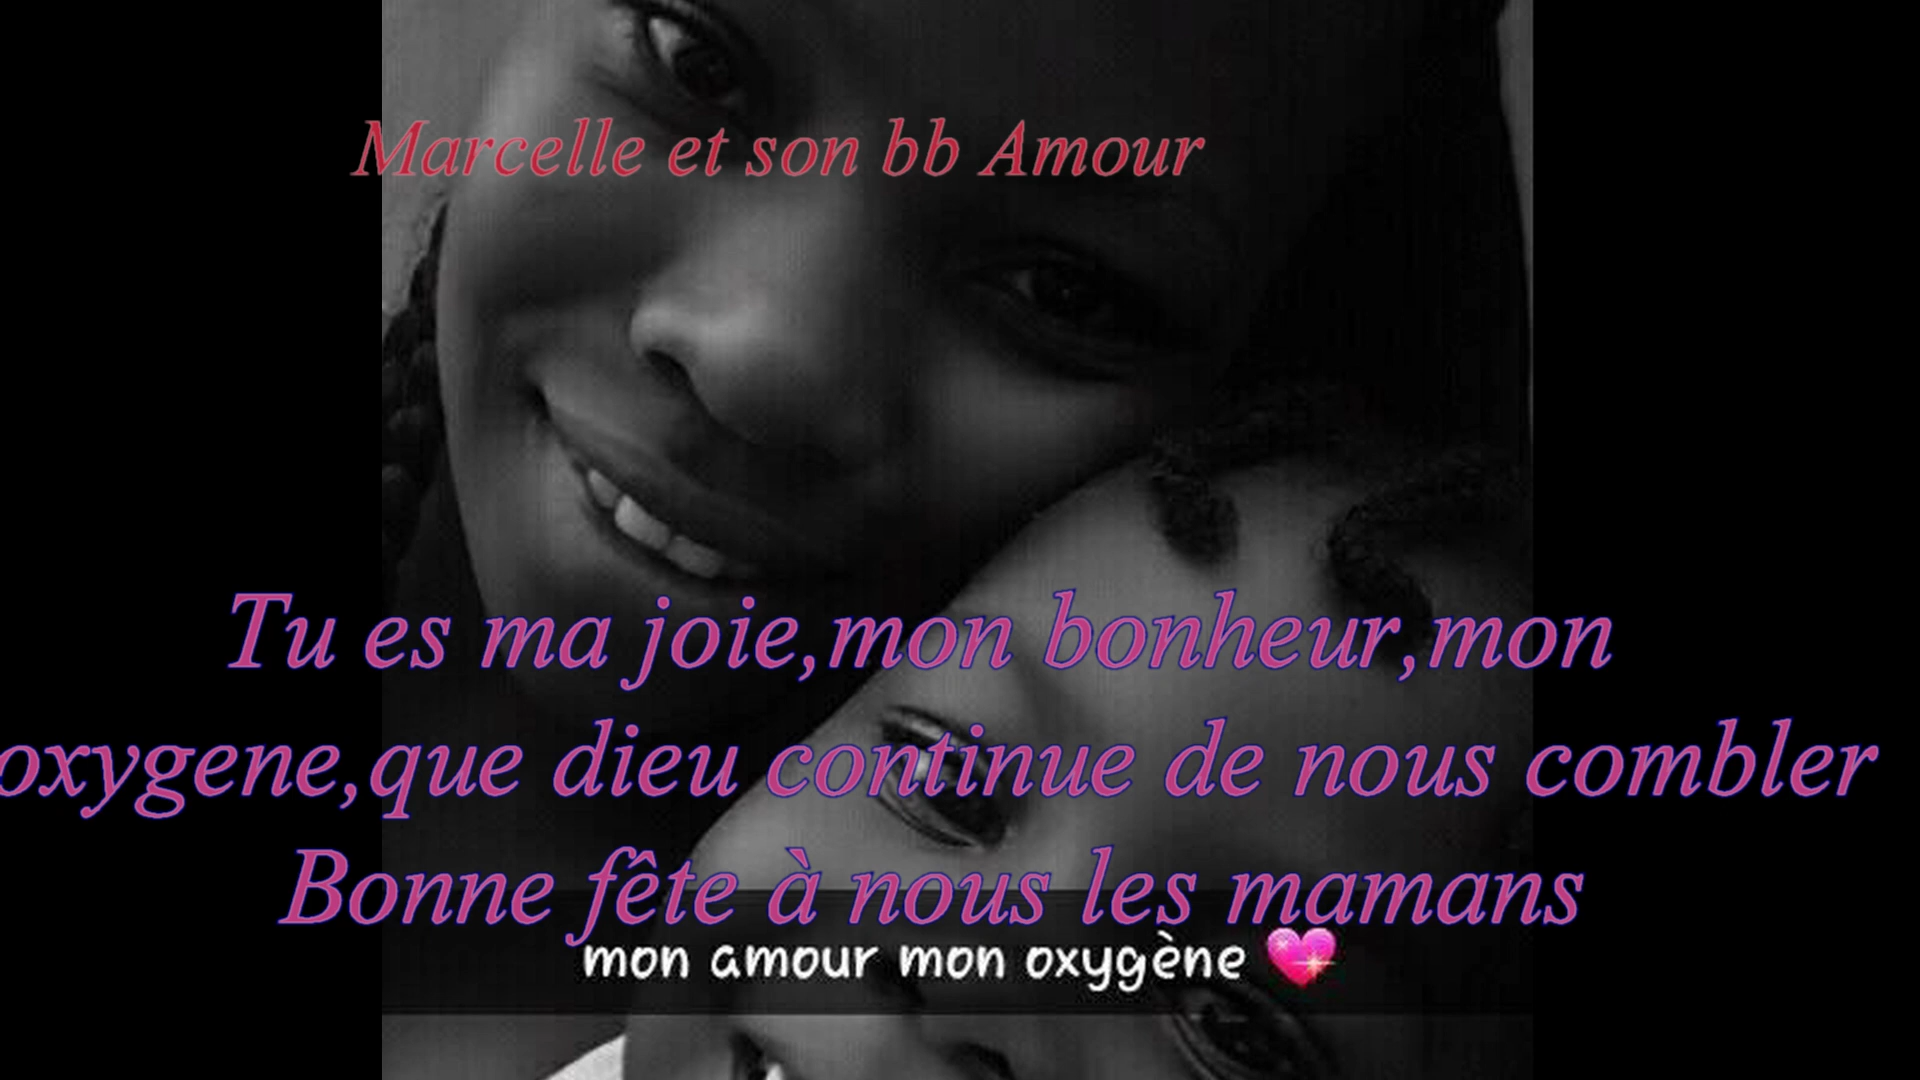 Marcelle et son bb Amour
Tu es ma joie,mon bonheur,mon
oxygene,que dieu continue de nous combler
Bonne fête à nous les mamans
mon amour mon oxygène 💖